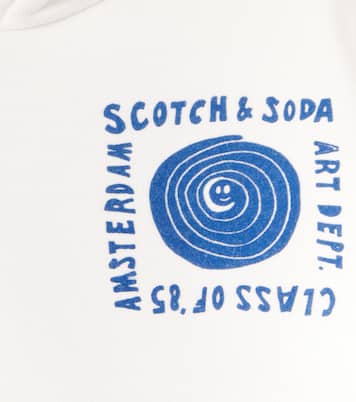 SCOTCH & SODA
ART DEPT.
CLASS OF '85
AMSTERDAM